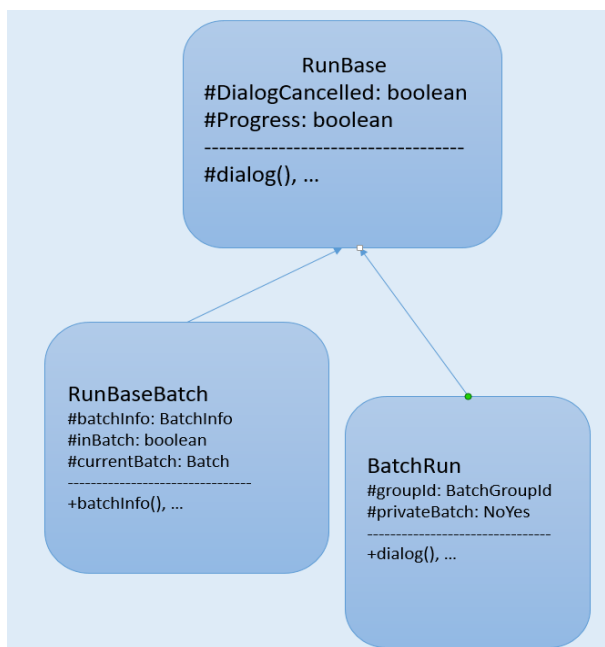 RunBase
#DialogCancelled: boolean
#Progress: boolean
-----------------------------------
#dialog(), ...
RunBaseBatch
#batchInfo: BatchInfo
#inBatch: boolean
#currentBatch: Batch
-------------------------------
+batchInfo(), ...
BatchRun
#groupId: BatchGroupId
#privateBatch: NoYes
-------------------------------
+dialog(), ...